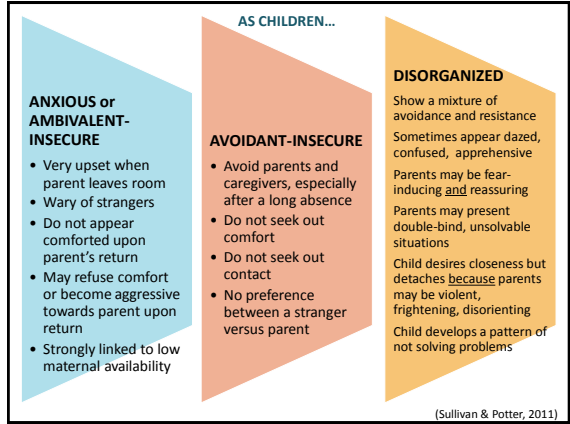 AS CHILDREN…
ANXIOUS or
AMBIVALENT-
INSECURE
• Very upset when
parent leaves room
• Wary of strangers
• Do not appear
comforted upon
parent's return
• May refuse comfort
or become aggressive
towards parent upon
return
• Strongly linked to low
maternal availability
AVOIDANT-INSECURE
• Avoid parents and
caregivers, especially
after a long absence
• Do not seek out
comfort
• Do not seek out
contact
• No preference
between a stranger
versus parent
DISORGANIZED
Show a mixture of
avoidance and resistance
Sometimes appear dazed,
confused, apprehensive
Parents may be fear-
inducing and reassuring
Parents may present
double-bind, unsolvable
situations
Child desires closeness but
detaches because parents
may be violent,
frightening, disorienting
Child develops a pattern of
not solving problems
(Sullivan & Potter, 2011)